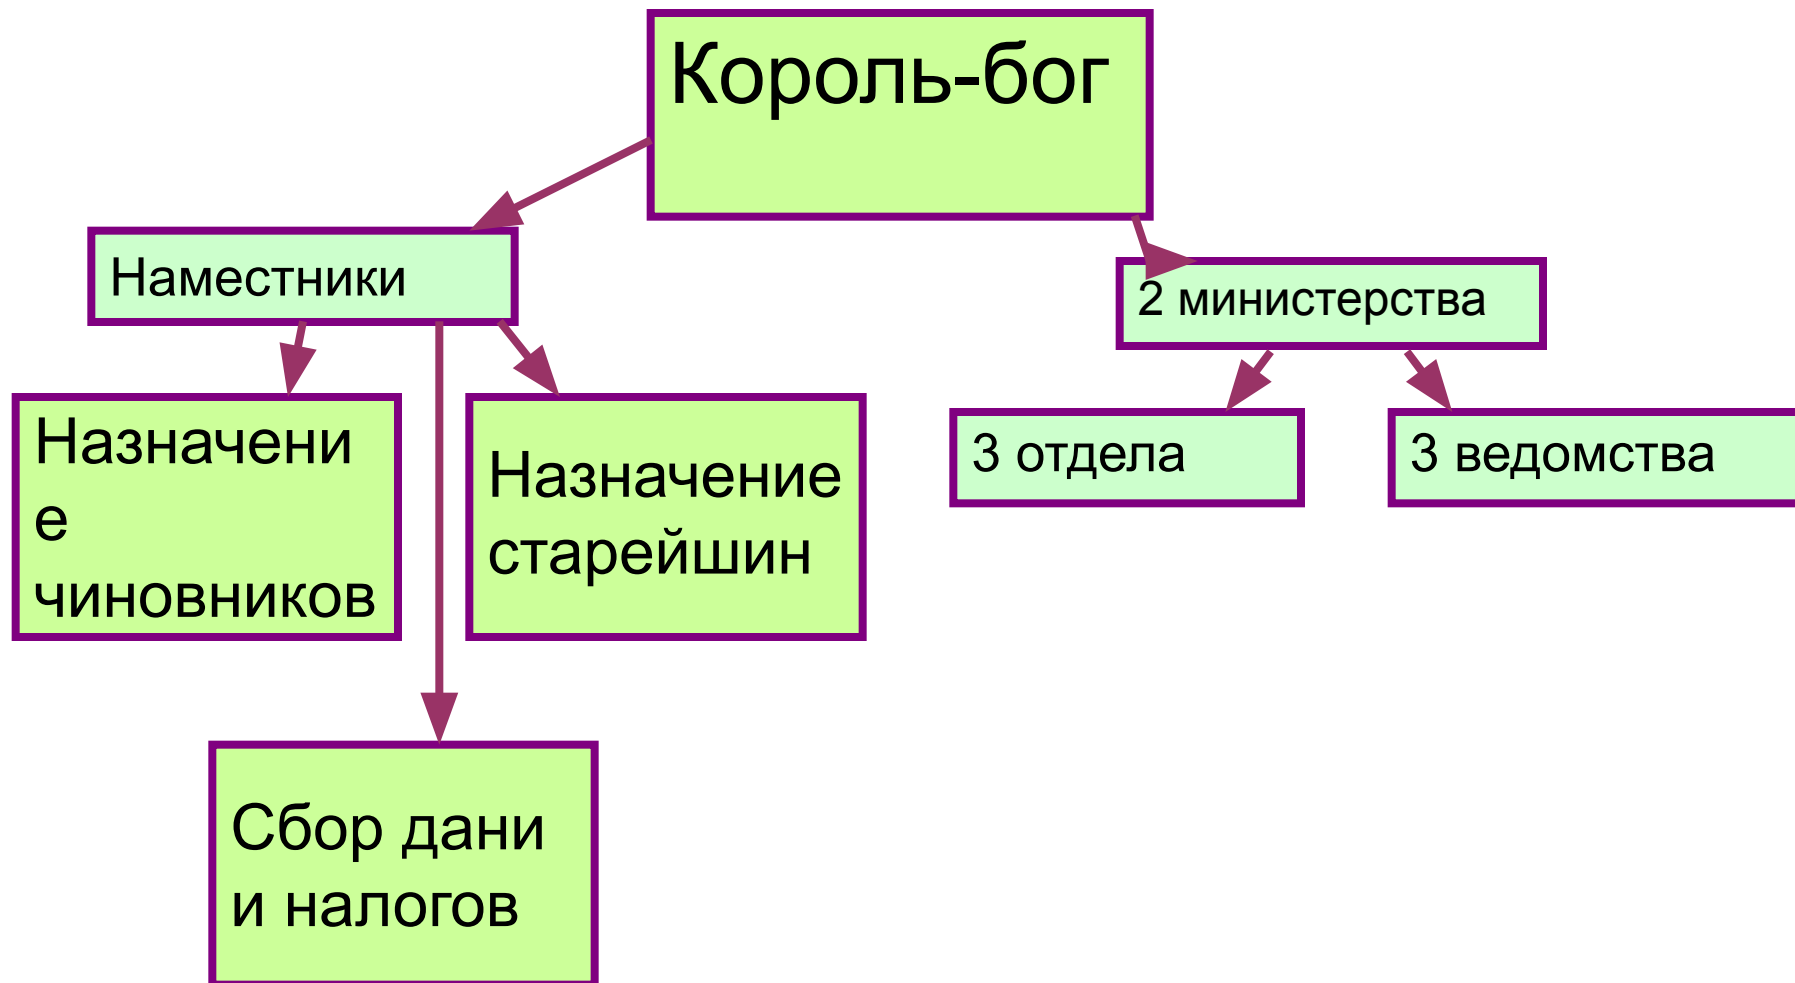 Король-бог
Наместники
2 министерства
Назначени
е
чиновников
Назначение
старейшин
3 отдела
3 ведомства
Сбор дани
и налогов